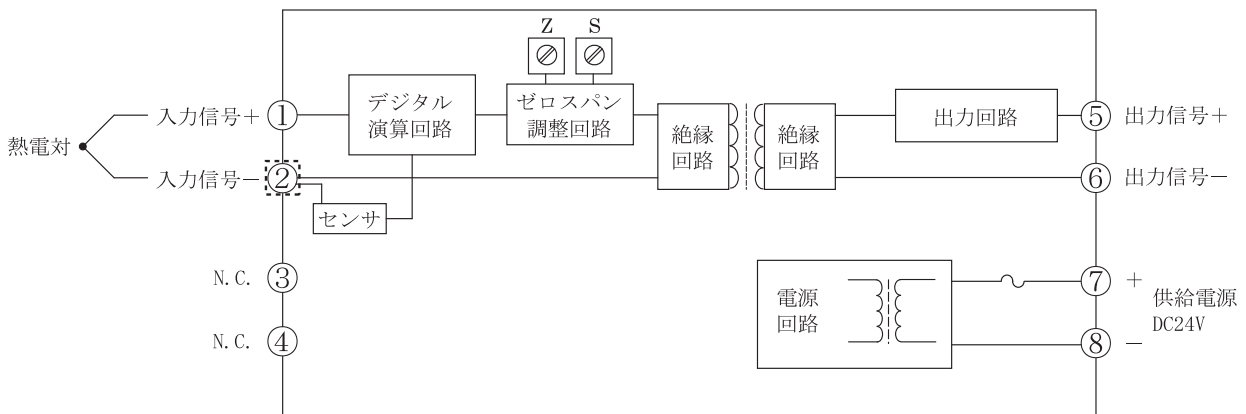 Z
S
熱電対
入力信号+
①
デジタル
演算回路
ゼロスパン
調整回路
絶縁
回路
絶縁
回路
出力回路
⑤
出力信号+
入力信号−
②
センサ
⑥
出力信号−
N.C.
③
N.C.
④
電源
回路
⑦
+
⑧
−
供給電源
DC24V